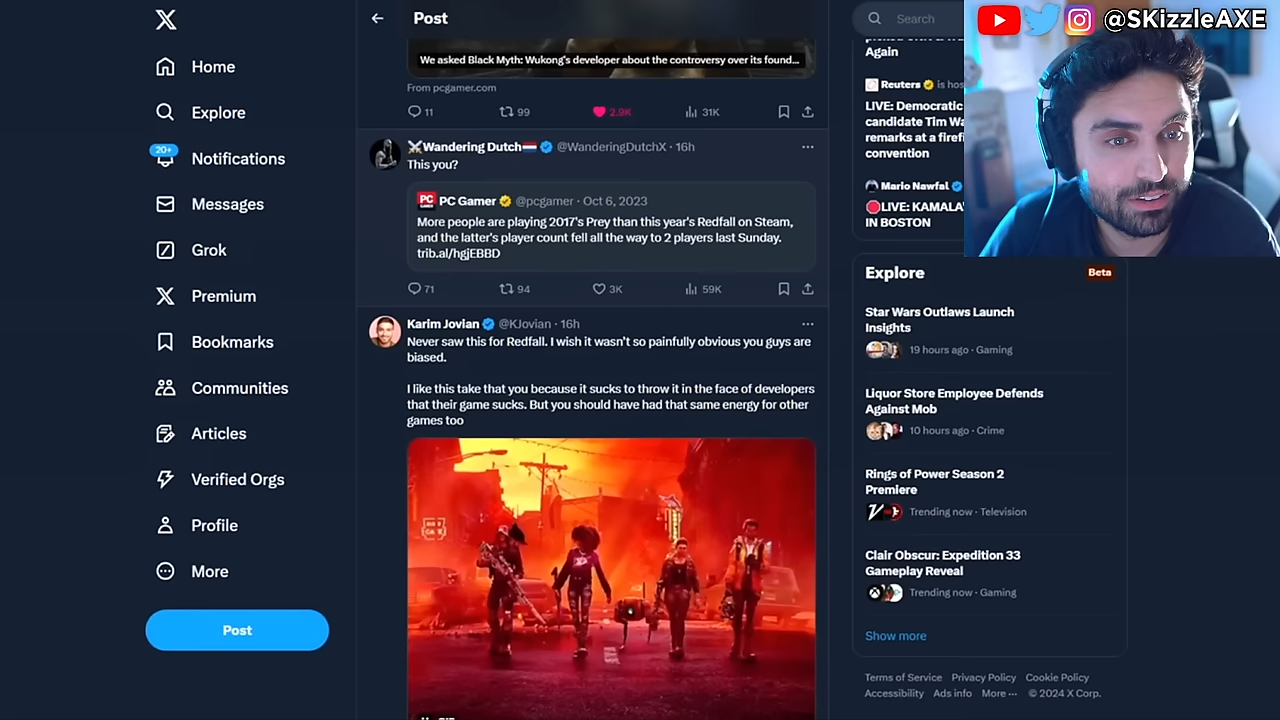 Home
Explore
20+
Notifications
Messages
Grok
Premium
Bookmarks
Communities
Articles
Verified Orgs
Profile
More
Post
Post
We asked Black Myth: Wukong's developer about the controversy over its found...
From pcgamer.com
11
99
2.9K
31K
Wandering Dutch @WanderingDutchX · 16h
This you?
PC Gamer @pcgamer · Oct 6, 2023
More people are playing 2017's Prey than this year's Redfall on Steam,
and the latter's player count fell all the way to 2 players last Sunday.
trib.al/hgjEBBD
71
94
3K
59K
Karim Jovian @KJovian · 16h
Never saw this for Redfall. I wish it wasn't so painfully obvious you guys are
biased.
I like this take that you because it sucks to throw it in the face of developers
that their game sucks. But you should have had that same energy for other
games too
Search
Again
Reuters is hos
LIVE: Democratic
candidate Tim Wa
remarks at a firefi
convention
Mario Nawfal
LIVE: KAMALA
IN BOSTON
@SKizzleAXE
Explore
Beta
Star Wars Outlaws Launch
Insights
19 hours ago · Gaming
Liquor Store Employee Defends
Against Mob
10 hours ago · Crime
Rings of Power Season 2
Premiere
Trending now · Television
Clair Obscur: Expedition 33
Gameplay Reveal
Trending now · Gaming
Show more
Terms of Service Privacy Policy Cookie Policy
Accessibility Ads info More ··· © 2024 X Corp.